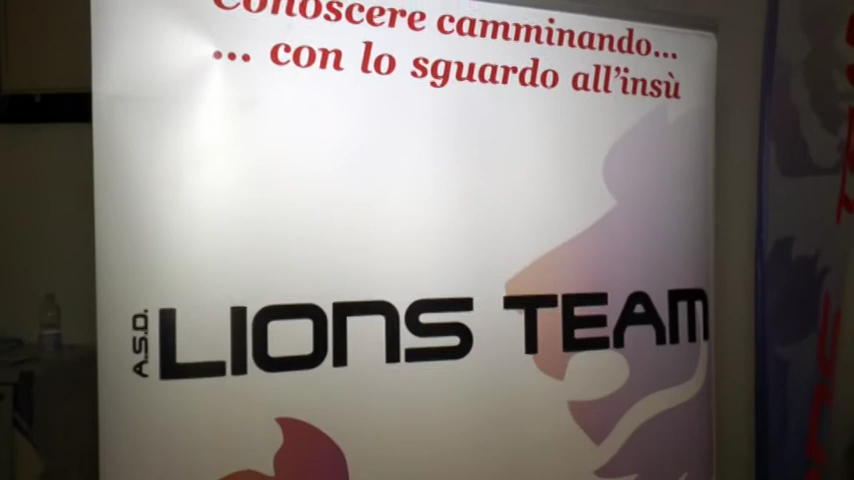 Conoscere camminando...
... con lo sguardo all'insù
A.S.D. LIONS TEAM